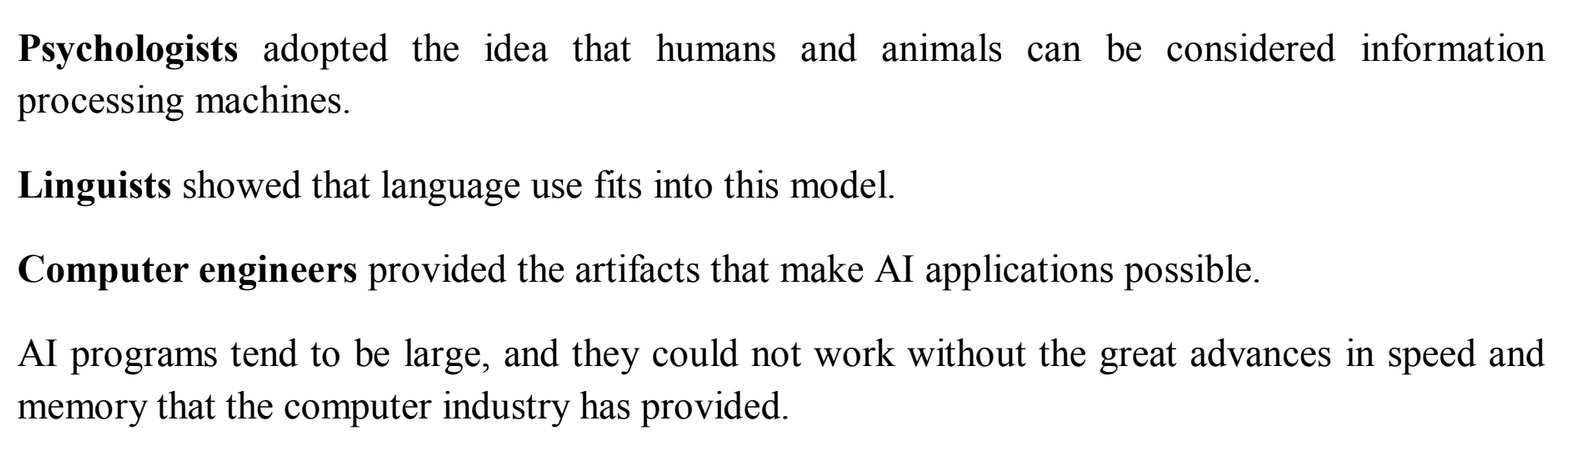 Psychologists adopted the idea that humans and animals can be considered information
processing machines.
Linguists showed that language use fits into this model.
Computer engineers provided the artifacts that make AI applications possible.
AI programs tend to be large, and they could not work without the great advances in speed and
memory that the computer industry has provided.